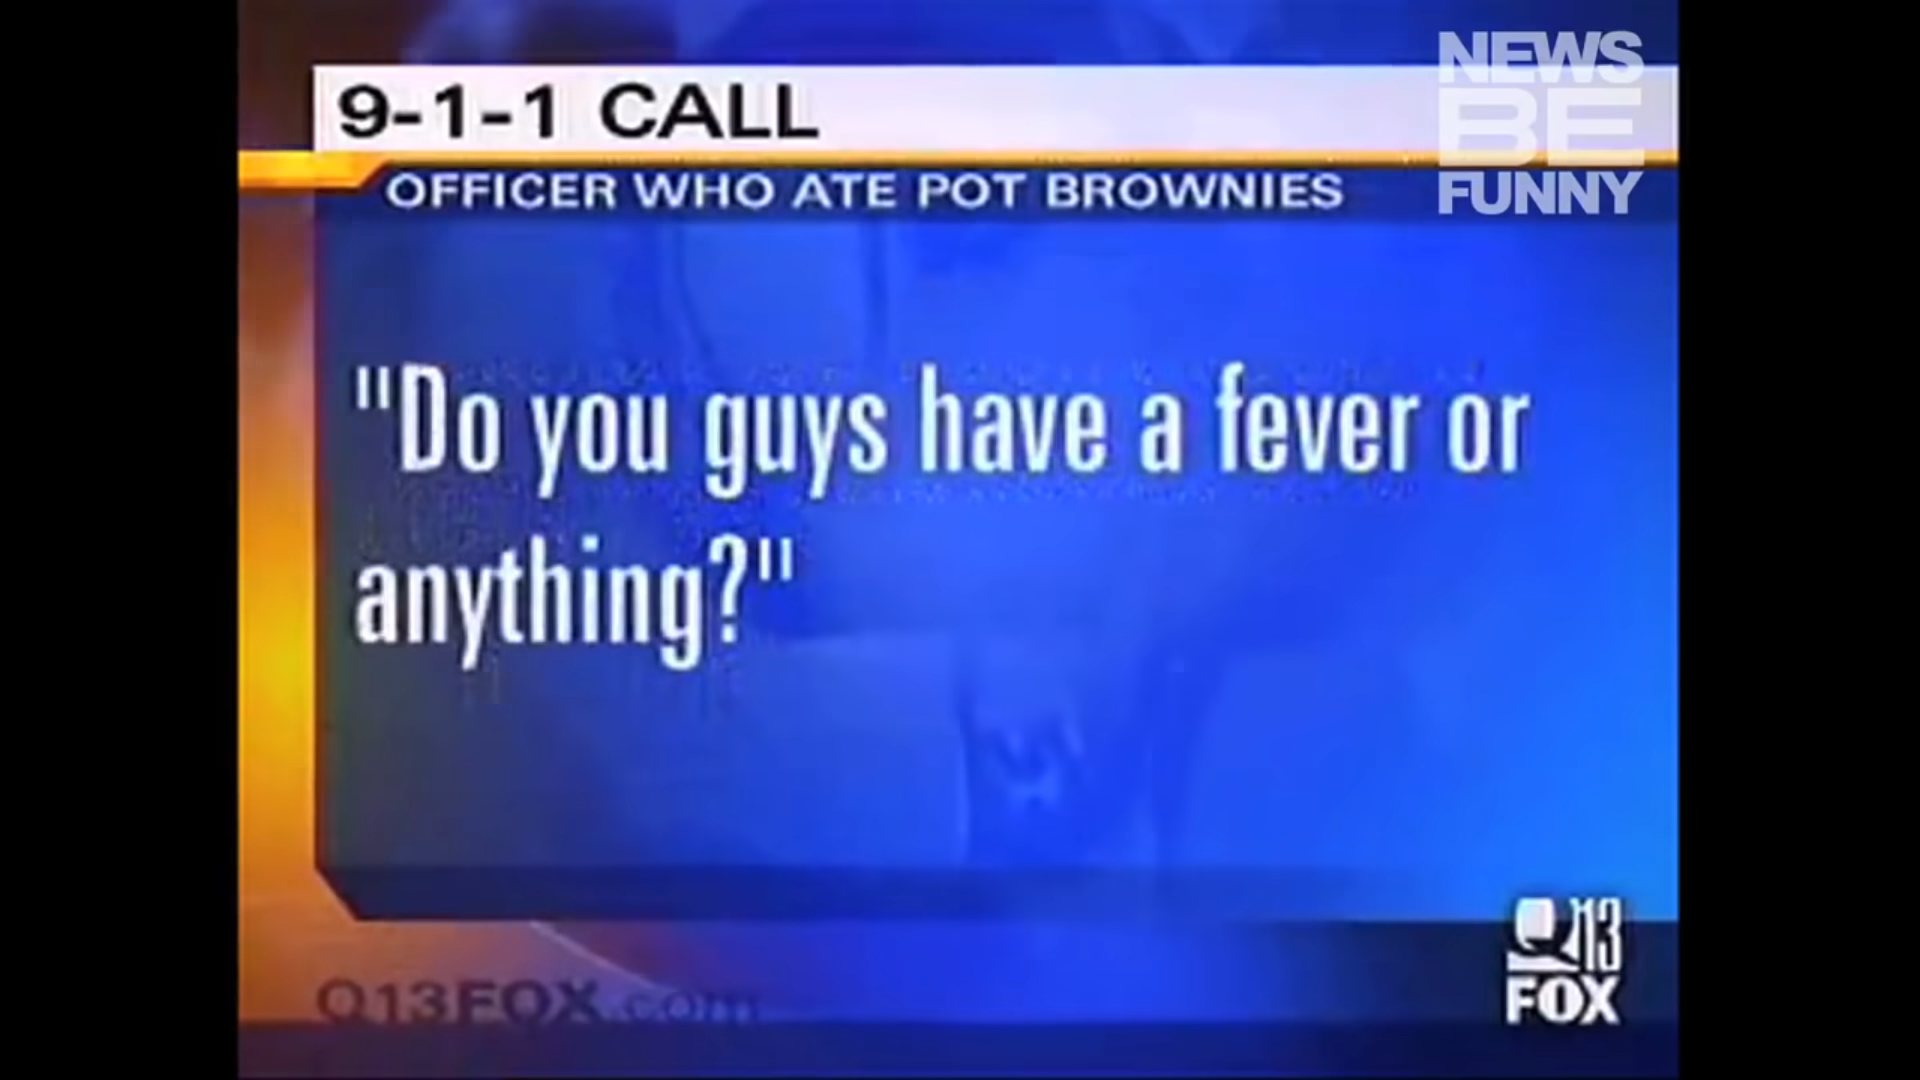 NEWS
BE
FUNNY
9-1-1 CALL
OFFICER WHO ATE POT BROWNIES
"Do you guys have a fever or
anything?"
Q13
FOX
Q13FOX.com